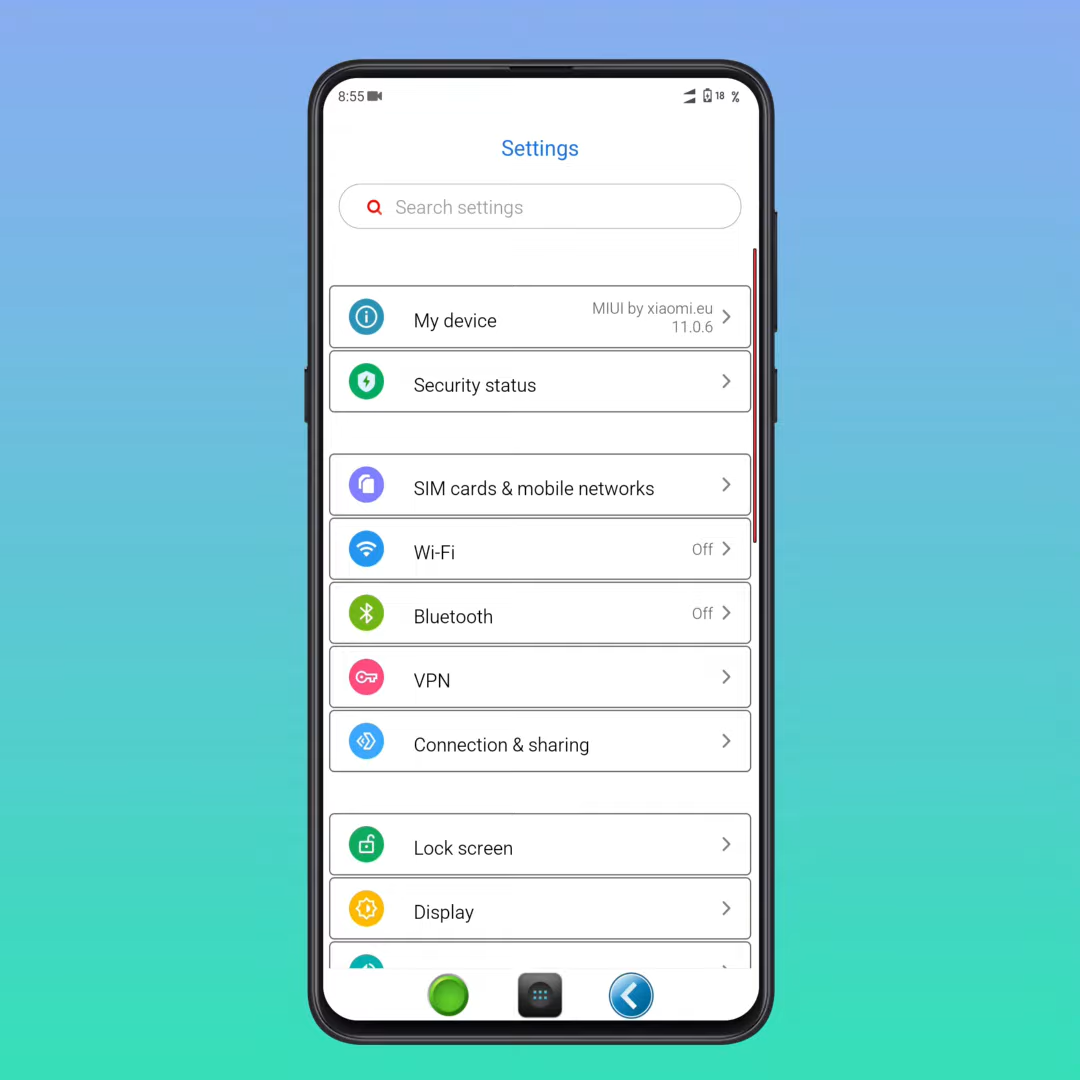 8:55 18 %
Settings
Search settings
My device
MIUI by xiaomi.eu
11.0.6
Security status
SIM cards & mobile networks
Wi-Fi Off
Bluetooth Off
VPN
Connection & sharing
Lock screen
Display